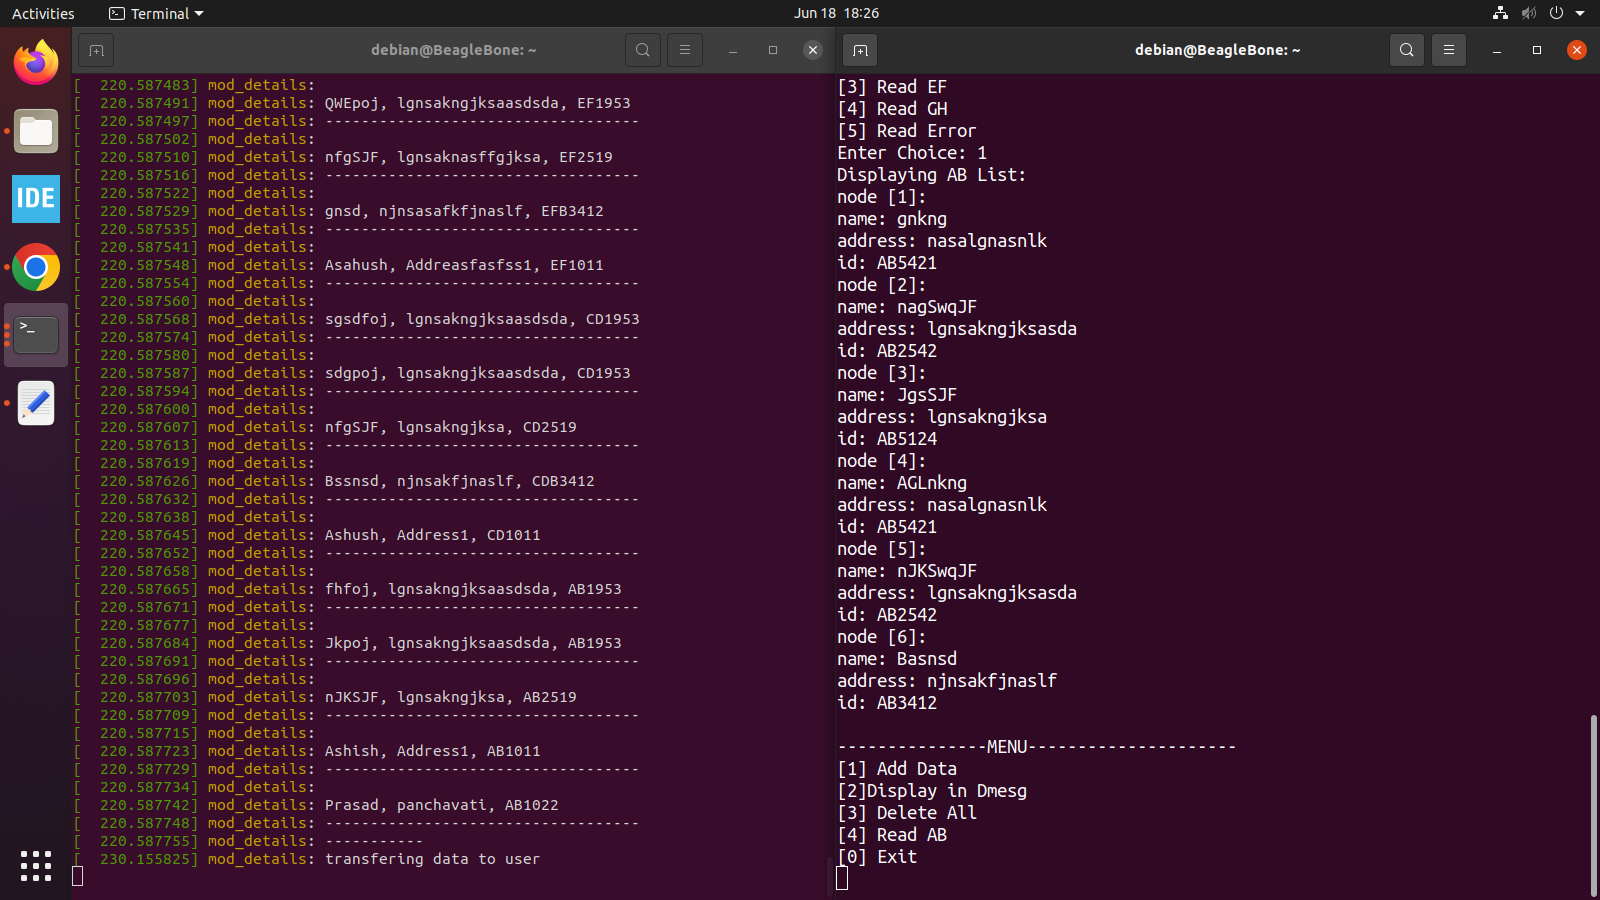 Activities
Terminal
Jun 18 18:26
debian@BeagleBone: ~
[  220.587483] mod_details:
[  220.587491] mod_details: QWEpoj, lgnsakngjksaasdsda, EF1953
[  220.587497] mod_details: -----------------------------------
[  220.587502] mod_details:
[  220.587510] mod_details: nfgSJF, lgnsaknasffgjksa, EF2519
[  220.587516] mod_details: -----------------------------------
[  220.587522] mod_details:
[  220.587529] mod_details: gnsd, njnsasafkfjnaslf, EFB3412
[  220.587535] mod_details: -----------------------------------
[  220.587541] mod_details:
[  220.587548] mod_details: Asahush, Addreasfasfss1, EF1011
[  220.587554] mod_details: -----------------------------------
[  220.587560] mod_details:
[  220.587568] mod_details: sgsdfoj, lgnsakngjksaasdsda, CD1953
[  220.587574] mod_details: -----------------------------------
[  220.587580] mod_details:
[  220.587587] mod_details: sdgpoj, lgnsakngjksaasdsda, CD1953
[  220.587594] mod_details: -----------------------------------
[  220.587600] mod_details:
[  220.587607] mod_details: nfgSJF, lgnsakngjksa, CD2519
[  220.587613] mod_details: -----------------------------------
[  220.587619] mod_details:
[  220.587626] mod_details: Bssnsd, njnsakfjnaslf, CDB3412
[  220.587632] mod_details: -----------------------------------
[  220.587638] mod_details:
[  220.587645] mod_details: Ashush, Address1, CD1011
[  220.587652] mod_details: -----------------------------------
[  220.587658] mod_details:
[  220.587665] mod_details: fhfoj, lgnsakngjksaasdsda, AB1953
[  220.587671] mod_details: -----------------------------------
[  220.587677] mod_details:
[  220.587684] mod_details: Jkpoj, lgnsakngjksaasdsda, AB1953
[  220.587691] mod_details: -----------------------------------
[  220.587696] mod_details:
[  220.587703] mod_details: nJKSJF, lgnsakngjksa, AB2519
[  220.587709] mod_details: -----------------------------------
[  220.587715] mod_details:
[  220.587723] mod_details: Ashish, Address1, AB1011
[  220.587729] mod_details: -----------------------------------
[  220.587734] mod_details:
[  220.587742] mod_details: Prasad, panchavati, AB1022
[  220.587748] mod_details: -----------------------------------
[  220.587755] mod_details: -----------
[  230.155825] mod_details: transfering data to user
debian@BeagleBone: ~
[3] Read EF
[4] Read GH
[5] Read Error
Enter Choice: 1
Displaying AB List:
node [1]:
name: gnkng
address: nasalgnasnlk
id: AB5421
node [2]:
name: nagSwqJF
address: lgnsakngjksasda
id: AB2542
node [3]:
name: JgsSJF
address: lgnsakngjksa
id: AB5124
node [4]:
name: AGLnkng
address: nasalgnasnlk
id: AB5421
node [5]:
name: nJKSwqJF
address: lgnsakngjksasda
id: AB2542
node [6]:
name: Basnsd
address: njnsakfjnaslf
id: AB3412
---------------MENU---------------------
[1] Add Data
[2]Display in Dmesg
[3] Delete All
[4] Read AB
[0] Exit
IDE
>_